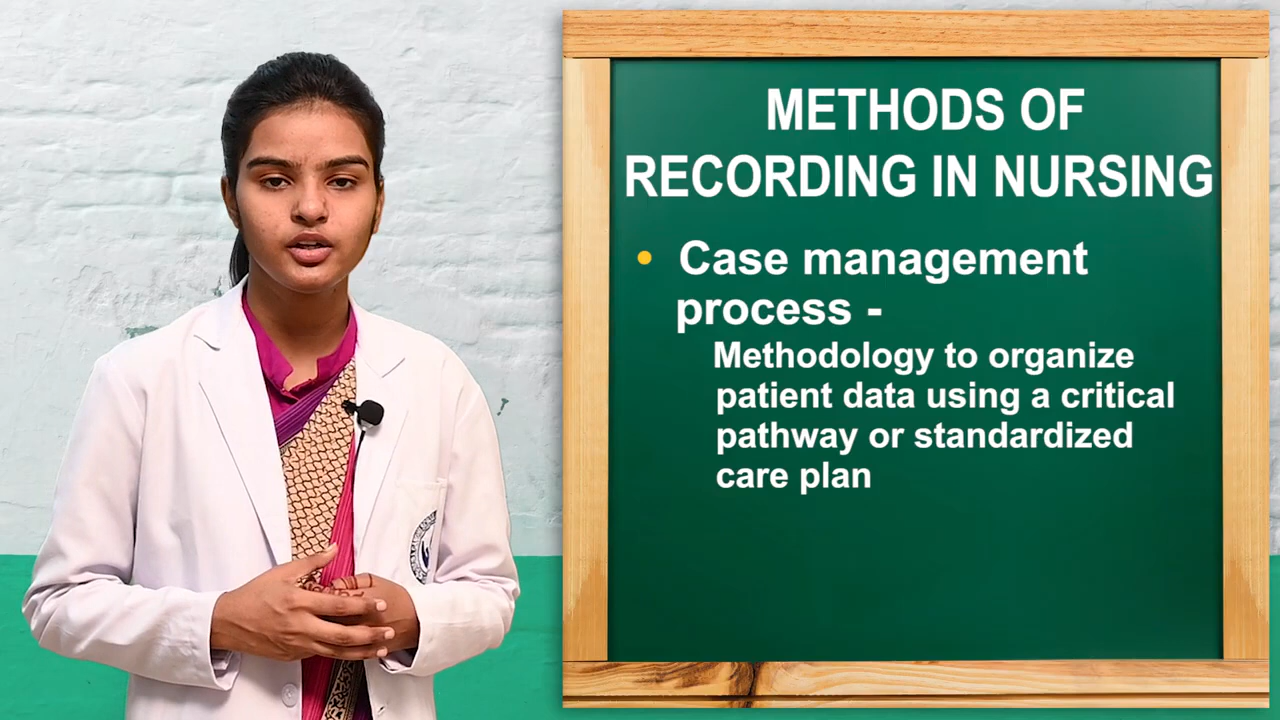 METHODS OF
RECORDING IN NURSING
• Case management
process -
Methodology to organize
patient data using a critical
pathway or standardized
care plan